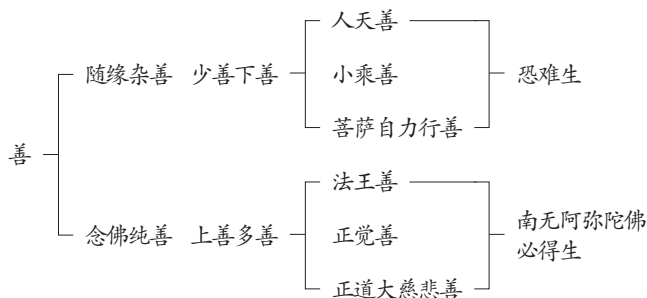 人天善
随缘杂善 少善下善
小乘善
恐难生
菩萨自力行善
善
法王善
念佛纯善 上善多善
正觉善
南无阿弥陀佛
必得生
正道大慈悲善